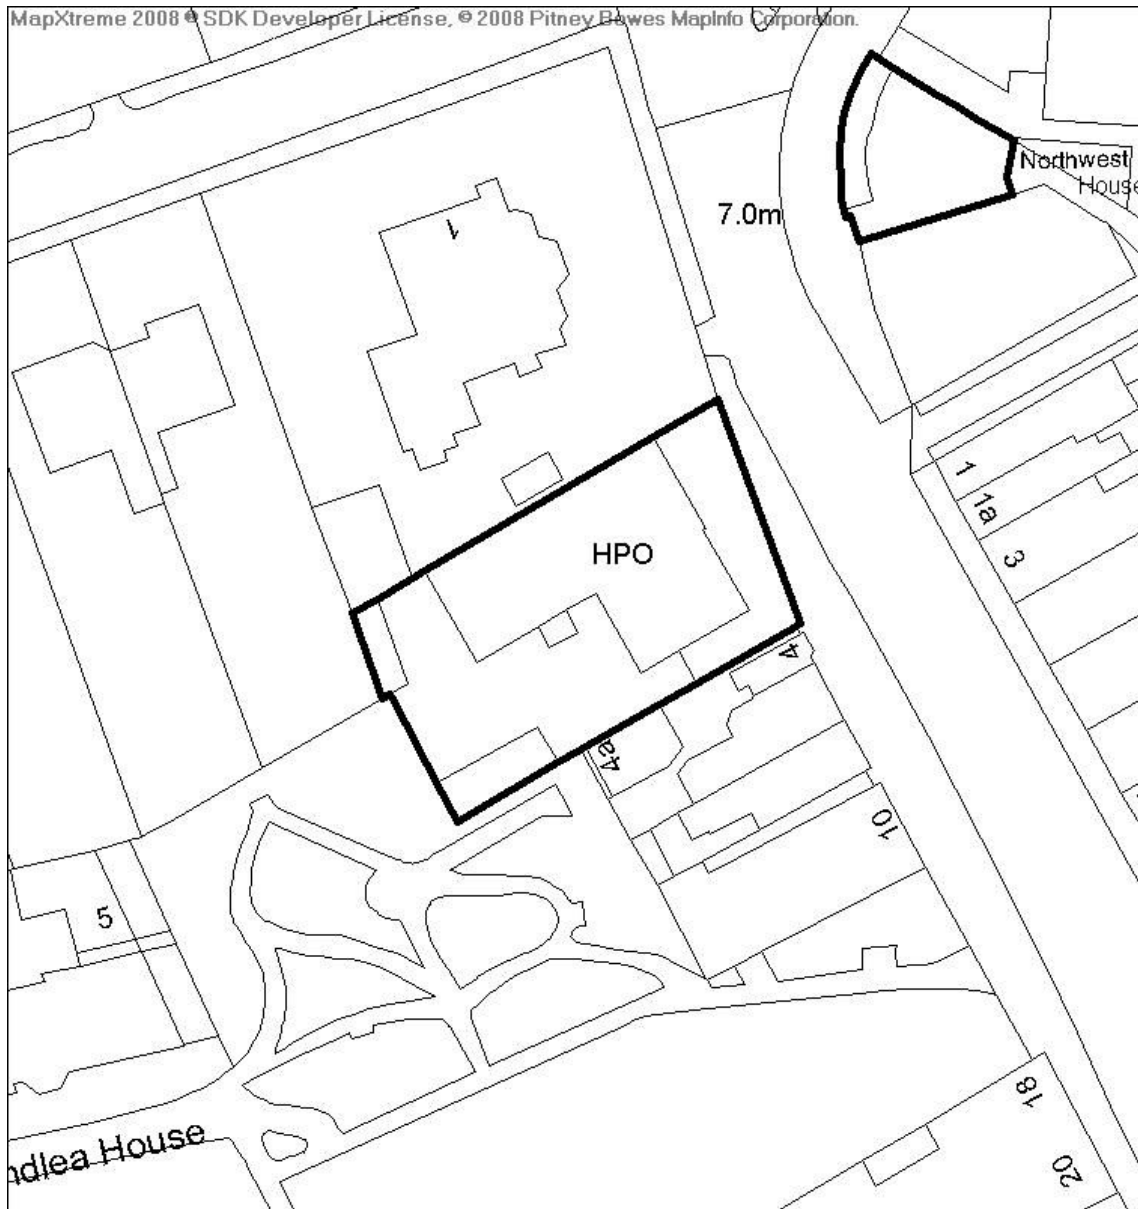 MapXtreme 2008 ® SDK Developer License, © 2008 Pitney Bowes MapInfo Corporation.
Northwest
House
7.0m
1
1
1a
3
HPO
4
4a
10
5
18
20
ndlea House